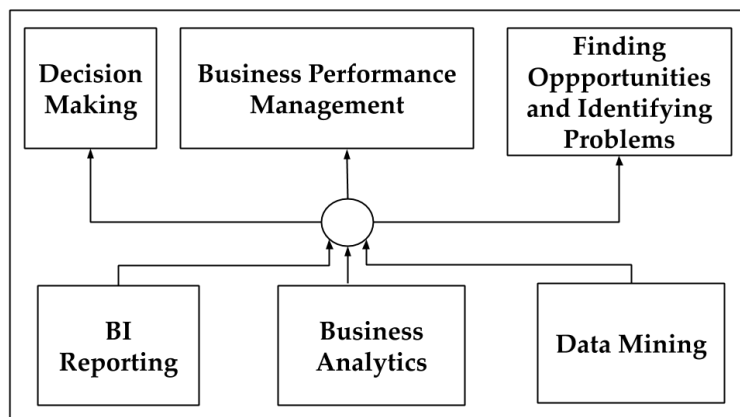 Decision
Making
Business Performance
Management
Finding
Oppportunities
and Identifying
Problems
BI
Reporting
Business
Analytics
Data Mining